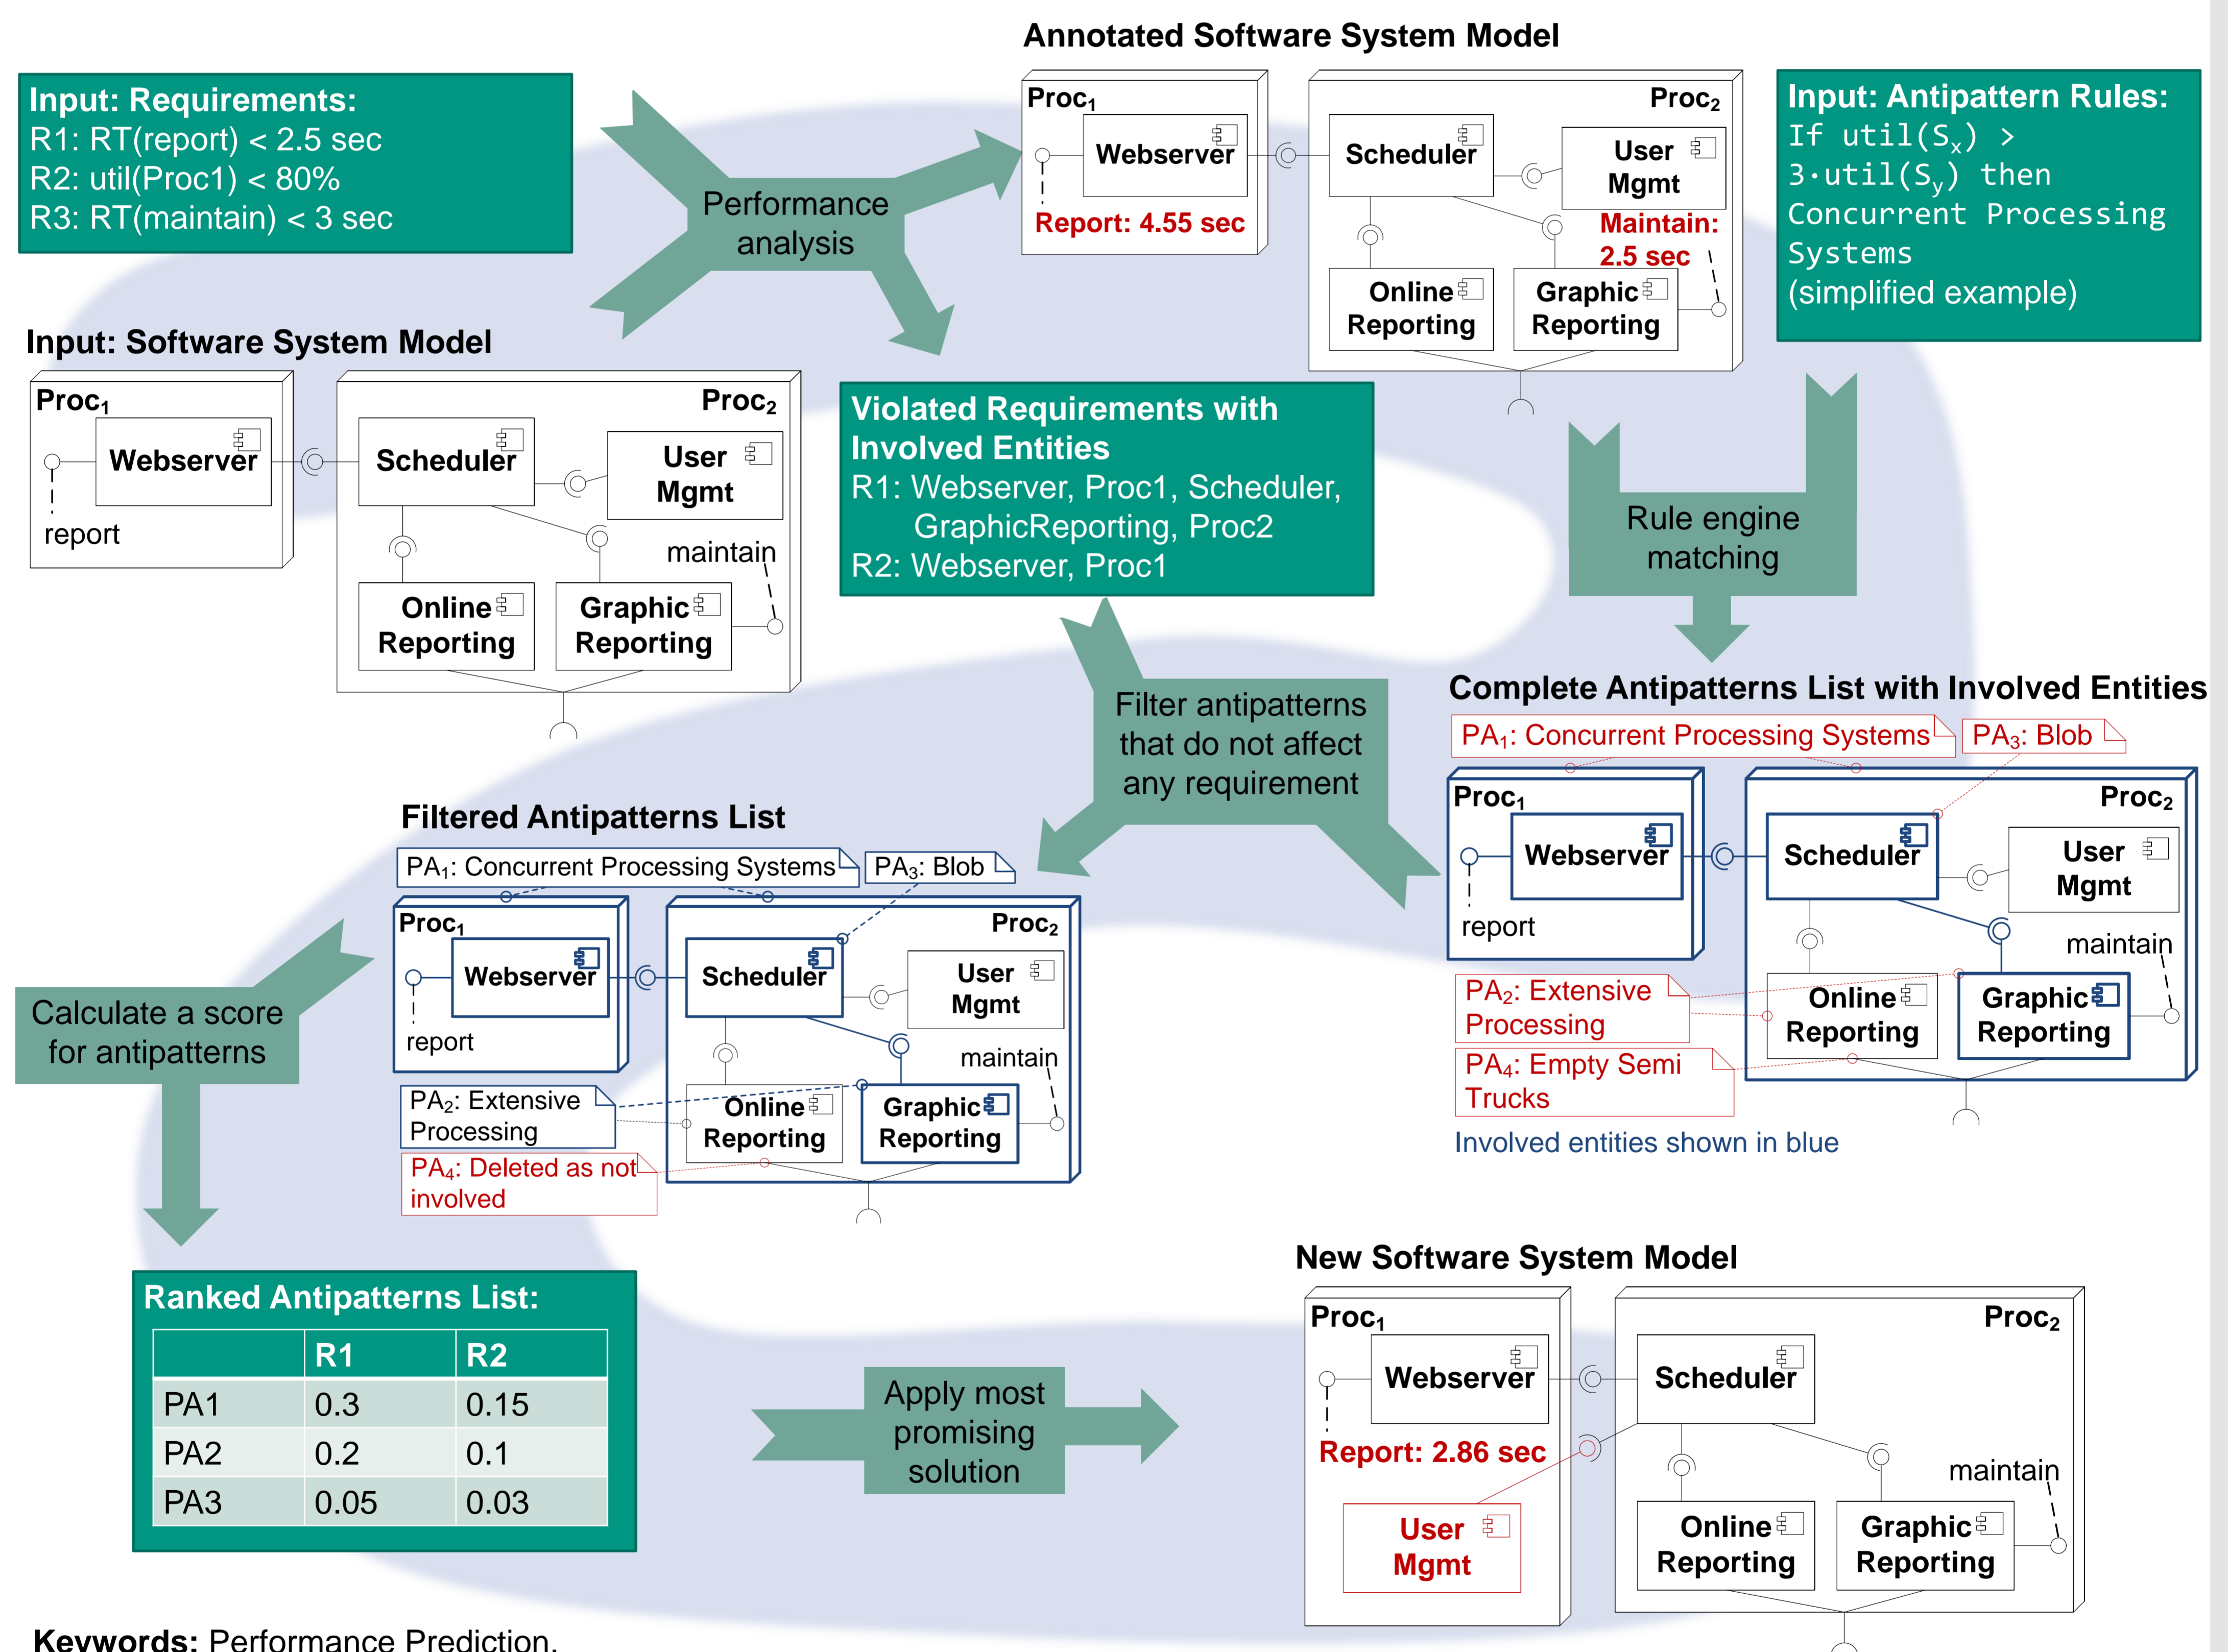 Annotated Software System Model
Input: Requirements:
R1: RT(report) < 2.5 sec
R2: util(Proc1) < 80%
R3: RT(maintain) < 3 sec
Performance
analysis
Proc₁
Webserver
Report: 4.55 sec
Proc₂
Scheduler
User
Mgmt
Maintain:
2.5 sec
Online
Reporting
Graphic
Reporting
Input: Antipattern Rules:
If util(Sₓ) >
3·util(Sᵧ) then
Concurrent Processing
Systems
(simplified example)
Input: Software System Model
Proc₁
Webserver
report
Proc₂
Scheduler
User
Mgmt
maintain
Online
Reporting
Graphic
Reporting
Violated Requirements with
Involved Entities
R1: Webserver, Proc1, Scheduler,
GraphicReporting, Proc2
R2: Webserver, Proc1
Rule engine
matching
Filter antipatterns
that do not affect
any requirement
Complete Antipatterns List with Involved Entities
PA₁: Concurrent Processing Systems
PA₃: Blob
Proc₁
Webserver
report
Proc₂
Scheduler
User
Mgmt
maintain
PA₂: Extensive
Processing
Online
Reporting
Graphic
Reporting
PA₄: Empty Semi
Trucks
Involved entities shown in blue
Filtered Antipatterns List
PA₁: Concurrent Processing Systems
PA₃: Blob
Proc₁
Webserver
report
Proc₂
Scheduler
User
Mgmt
maintain
PA₂: Extensive
Processing
Online
Reporting
Graphic
Reporting
PA₄: Deleted as not
involved
Calculate a score
for antipatterns
Ranked Antipatterns List:
R1 R2
PA1 0.3 0.15
PA2 0.2 0.1
PA3 0.05 0.03
Apply most
promising
solution
New Software System Model
Proc₁
Webserver
Report: 2.86 sec
User
Mgmt
Proc₂
Scheduler
maintain
Online
Reporting
Graphic
Reporting
Keywords: Performance Prediction,